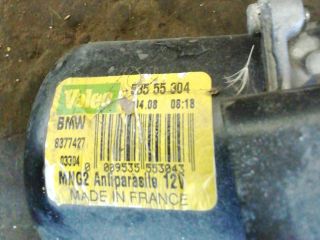 Valeo 535 55 304
14.08 08:18
BMW
8377427
03304
0 009535 553043
MNG2 Antiparasite 12V
MADE IN FRANCE